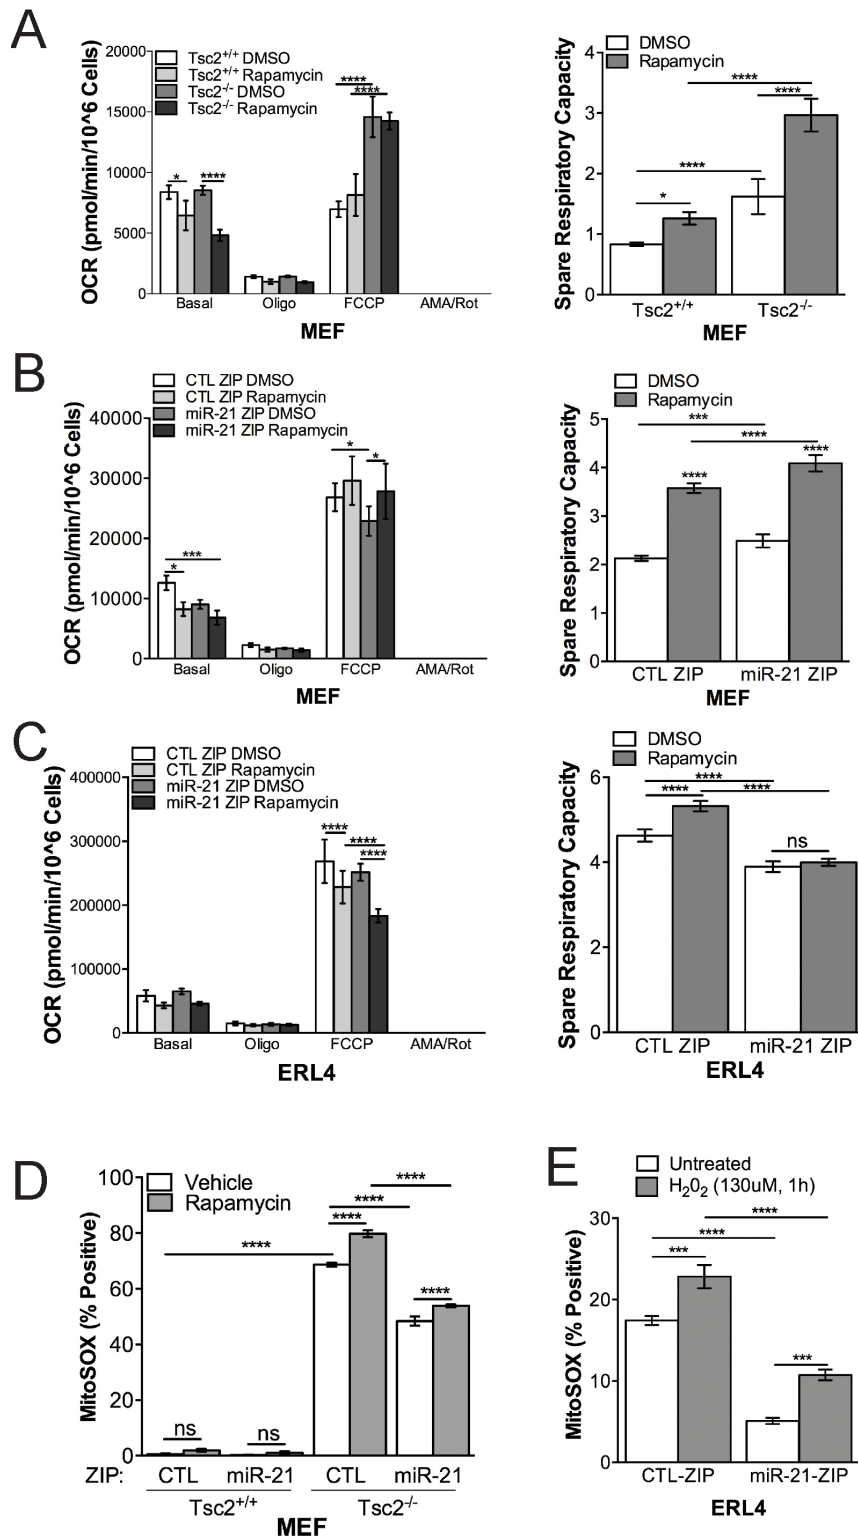 A
OCR (pmol/min/10^6 Cells)
20000
15000
10000
5000
0
Tsc2+/+ DMSO
Tsc2+/+ Rapamycin
Tsc2-/- DMSO
Tsc2-/- Rapamycin
* **** **** ****
Basal Oligo FCCP AMA/Rot
MEF
Spare Respiratory Capacity
4
3
2
1
0
DMSO
Rapamycin
****
****
****
*
Tsc2+/+ Tsc2-/-
MEF
B
OCR (pmol/min/10^6 Cells)
40000
30000
20000
10000
0
CTL ZIP DMSO
CTL ZIP Rapamycin
miR-21 ZIP DMSO
miR-21 ZIP Rapamycin
*
*
***
*
Basal Oligo FCCP AMA/Rot
MEF
Spare Respiratory Capacity
5
4
3
2
1
0
DMSO
Rapamycin
***
****
****
****
CTL ZIP miR-21 ZIP
MEF
C
OCR (pmol/min/10^6 Cells)
400000
300000
200000
100000
0
CTL ZIP DMSO
CTL ZIP Rapamycin
miR-21 ZIP DMSO
miR-21 ZIP Rapamycin
****
****
****
Basal Oligo FCCP AMA/Rot
ERL4
Spare Respiratory Capacity
6
4
2
0
DMSO
Rapamycin
****
**** ****
ns
CTL ZIP miR-21 ZIP
ERL4
D
MitoSOX (% Positive)
100
80
60
40
20
0
Vehicle
Rapamycin
****
****
****
****
****
ns ns
ZIP: CTL miR-21 CTL miR-21
Tsc2+/+ Tsc2-/-
MEF
E
MitoSOX (% Positive)
30
20
10
0
Untreated
H₂0₂ (130uM, 1h)
****
****
***
***
CTL-ZIP miR-21-ZIP
ERL4